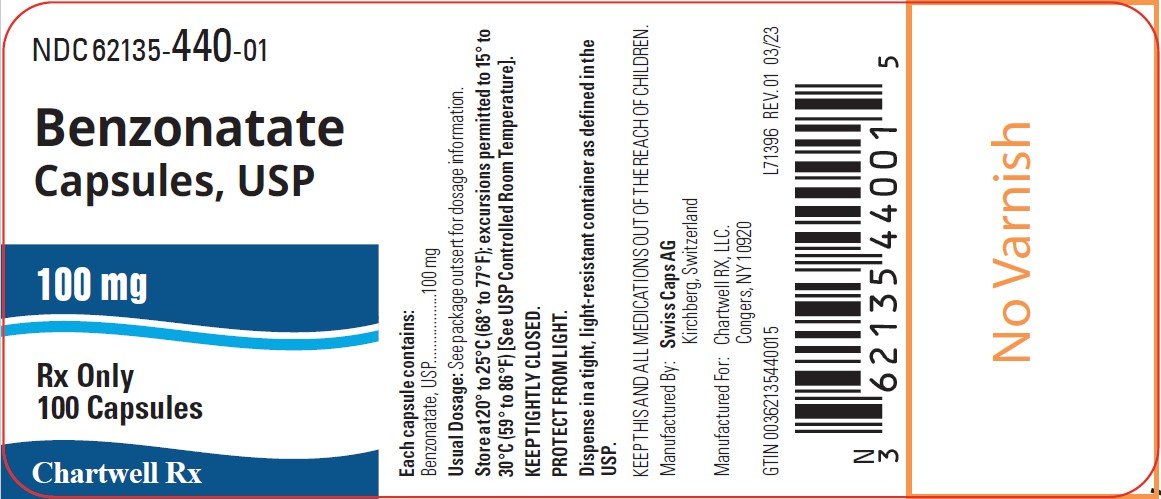 NDC 62135-440-01
Benzonatate
Capsules, USP
100 mg
Rx Only
100 Capsules
Chartwell Rx
Each capsule contains:
Benzonatate, USP..................100 mg
Usual Dosage: See package outsert for dosage information.
Store at 20° to 25°C (68° to 77°F); excursions permitted to 15° to
30°C (59° to 86°F) [See USP Controlled Room Temperature].
KEEP TIGHTLY CLOSED.
PROTECT FROM LIGHT.
Dispense in a tight, light-resistant container as defined in the
USP.
KEEP THIS AND ALL MEDICATIONS OUT OF THE REACH OF CHILDREN.
Manufactured By: Swiss Caps AG
Kirchberg, Switzerland
Manufactured For: Chartwell RX, LLC.
Congers, NY 10920
GTIN 00362135440015 L71396 REV. 01 03/23
N
3 62135 44001 5
No Varnish